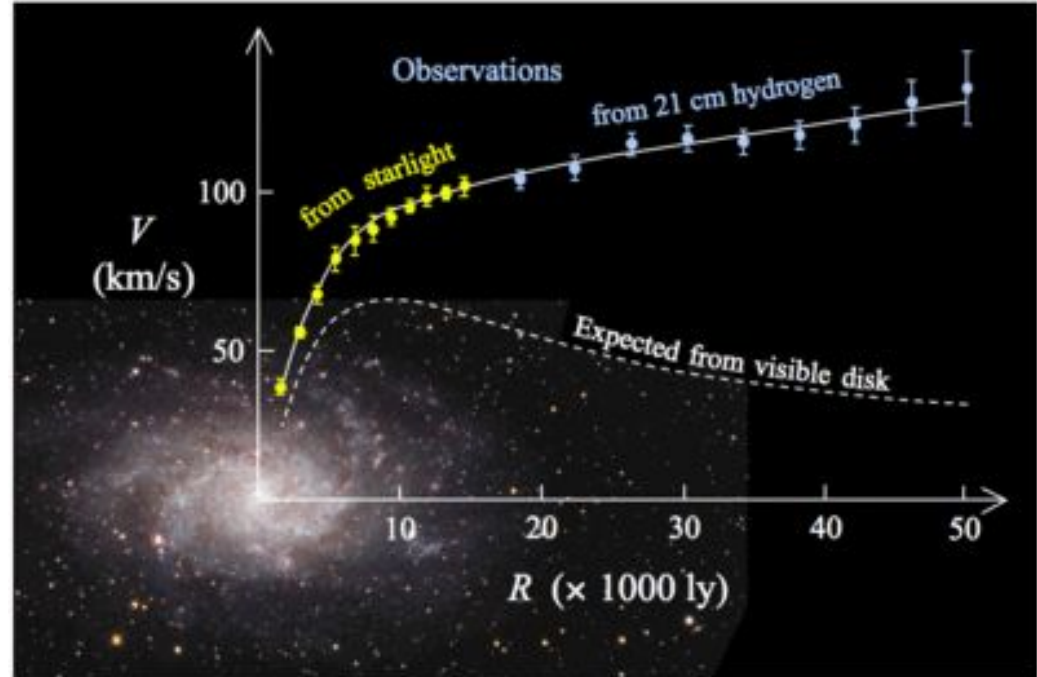 Observations
from 21 cm hydrogen
from starlight
100
V
(km/s)
50
Expected from visible disk
10
20
30
40
50
R (× 1000 ly)